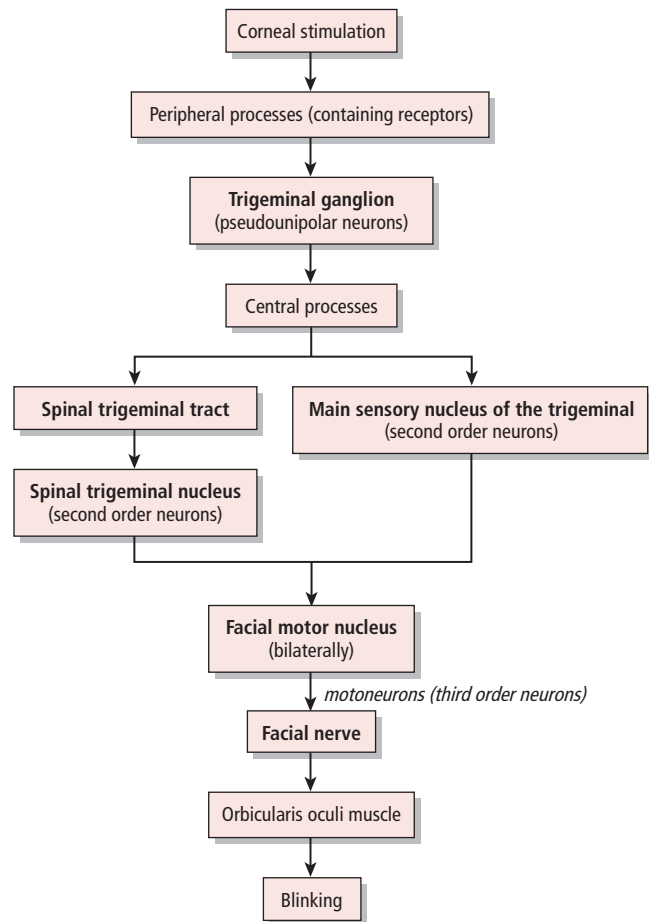 Corneal stimulation
Peripheral processes (containing receptors)
Trigeminal ganglion
(pseudounipolar neurons)
Central processes
Spinal trigeminal tract
Main sensory nucleus of the trigeminal
(second order neurons)
Spinal trigeminal nucleus
(second order neurons)
Facial motor nucleus
(bilaterally)
motoneurons (third order neurons)
Facial nerve
Orbicularis oculi muscle
Blinking